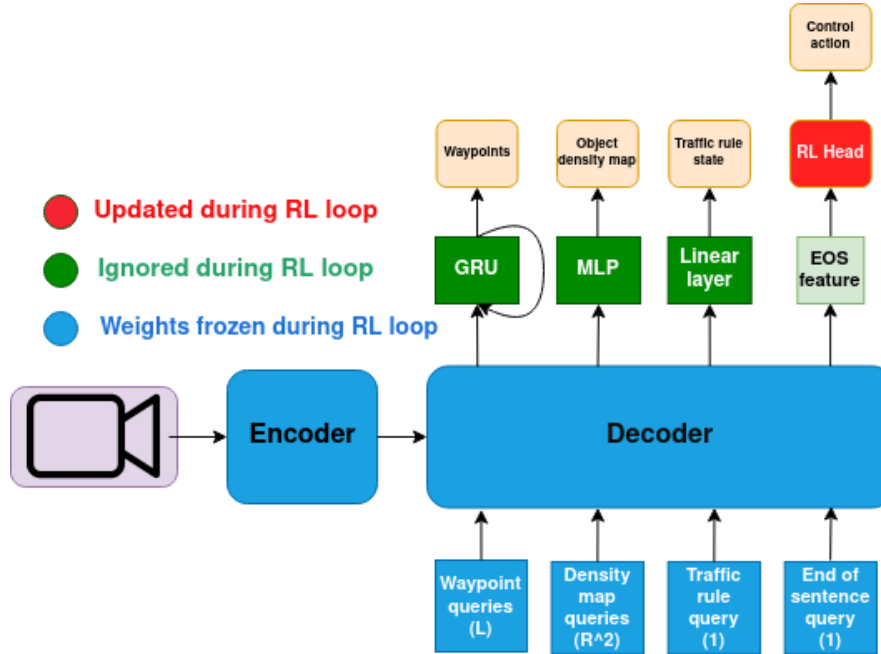 Control
action
Waypoints
Object
density map
Traffic rule
state
RL Head
Updated during RL loop
Ignored during RL loop
Weights frozen during RL loop
GRU
MLP
Linear
layer
EOS
feature
Encoder
Decoder
Waypoint
queries
(L)
Density
map
queries
(R^2)
Traffic
rule
query
(1)
End of
sentence
query
(1)